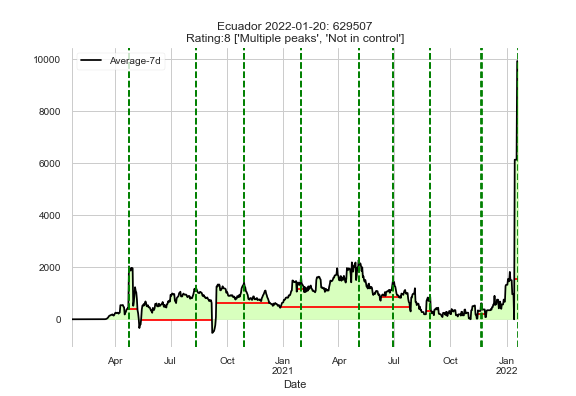 Ecuador 2022-01-20: 629507
Rating:8 ['Multiple peaks', 'Not in control']
Average-7d
10000
8000
6000
4000
2000
0
Apr Jul Oct Jan Apr Jul Oct Jan
2021 2022
Date